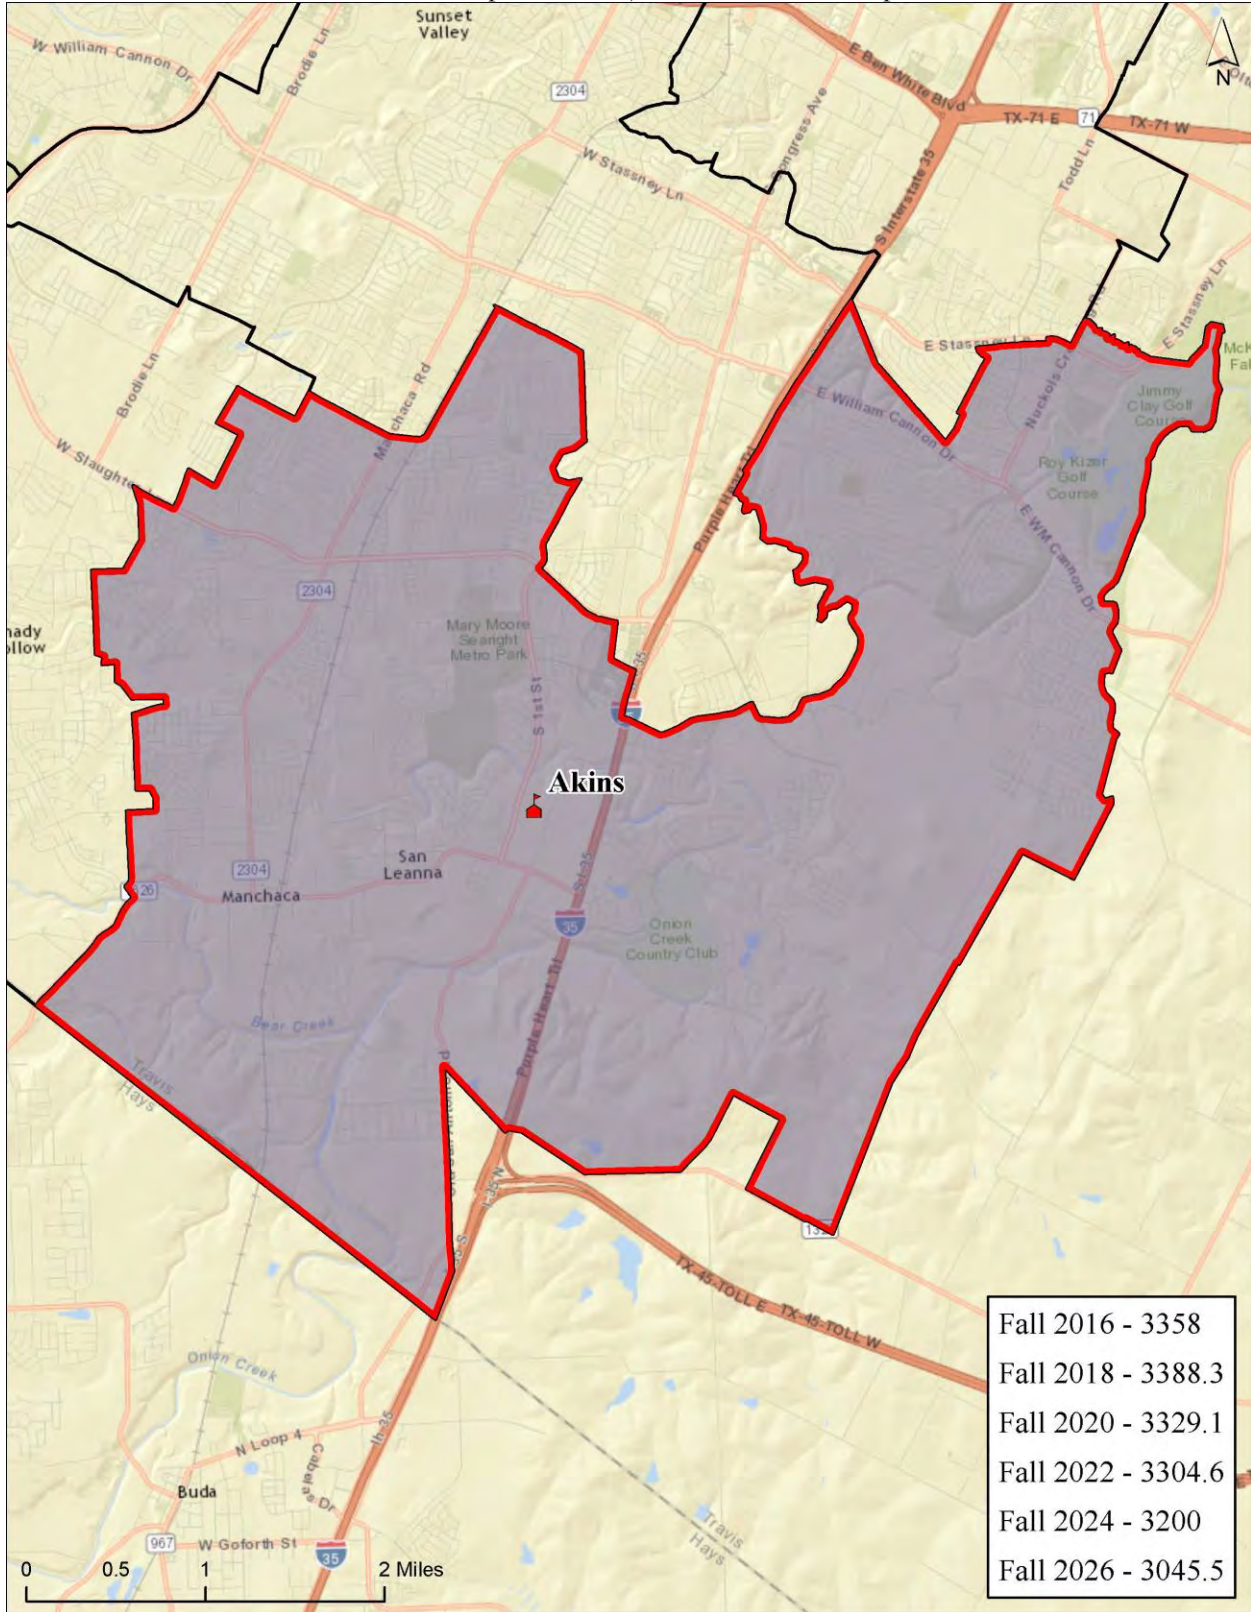 Sunset
Valley
N
W William Cannon Dr
Brodie Ln
2304
E Ben White Blvd
TX-71 E
71
TX-71 W
Congress Ave
W Stassney Ln
Todd Ln
S Interstate 35
E Stassney Ln
E Stassney Ln
Brodie Ln
Manchaca Rd
E William Cannon Dr
Jimmy
Clay Golf
Course
W Slaughter
Purple Heart Trl
Roy Kizer
Golf
Course
E WM Cannon Dr
2304
Mary Moore
Searight
Metro Park
S 1st St
Akins
2304
San
Leanna
Manchaca
S I-35
35
Onion
Creek
Country Club
Purple Heart Trl
Bear Creek
Travis
Hays
I-35 N
TX-45-TOLL E
TX-45-TOLL W
Onion Creek
N Loop 4
Ih 35
Cabelas Dr
Buda
967
W Goforth St
35
Travis
Hays
0 0.5 1 2 Miles
Fall 2016 - 3358
Fall 2018 - 3388.3
Fall 2020 - 3329.1
Fall 2022 - 3304.6
Fall 2024 - 3200
Fall 2026 - 3045.5